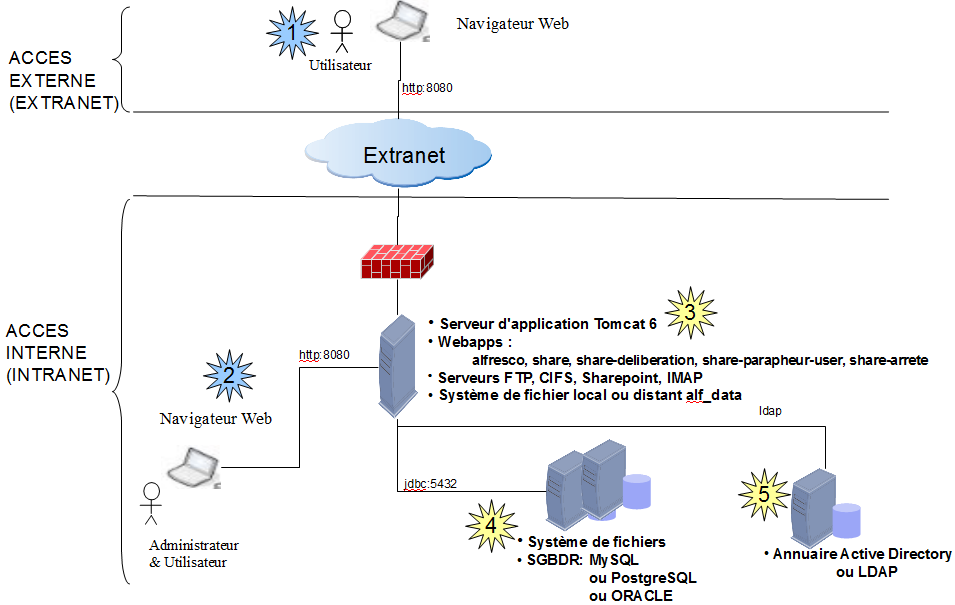 1
Navigateur Web
Utilisateur
ACCES
EXTERNE
(EXTRANET)
http:8080
Extranet
ACCES
INTERNE
(INTRANET)
3
• Serveur d'application Tomcat 6
• Webapps :
alfresco, share, share-deliberation, share-parapheur-user, share-arrete
• Serveurs FTP, CIFS, Sharepoint, IMAP
• Système de fichier local ou distant alf_data
http:8080
2
Navigateur Web
ldap
jdbc:5432
4
5
Administrateur
& Utilisateur
• Système de fichiers
• SGBDR: MySQL
ou PostgreSQL
ou ORACLE
• Annuaire Active Directory
ou LDAP